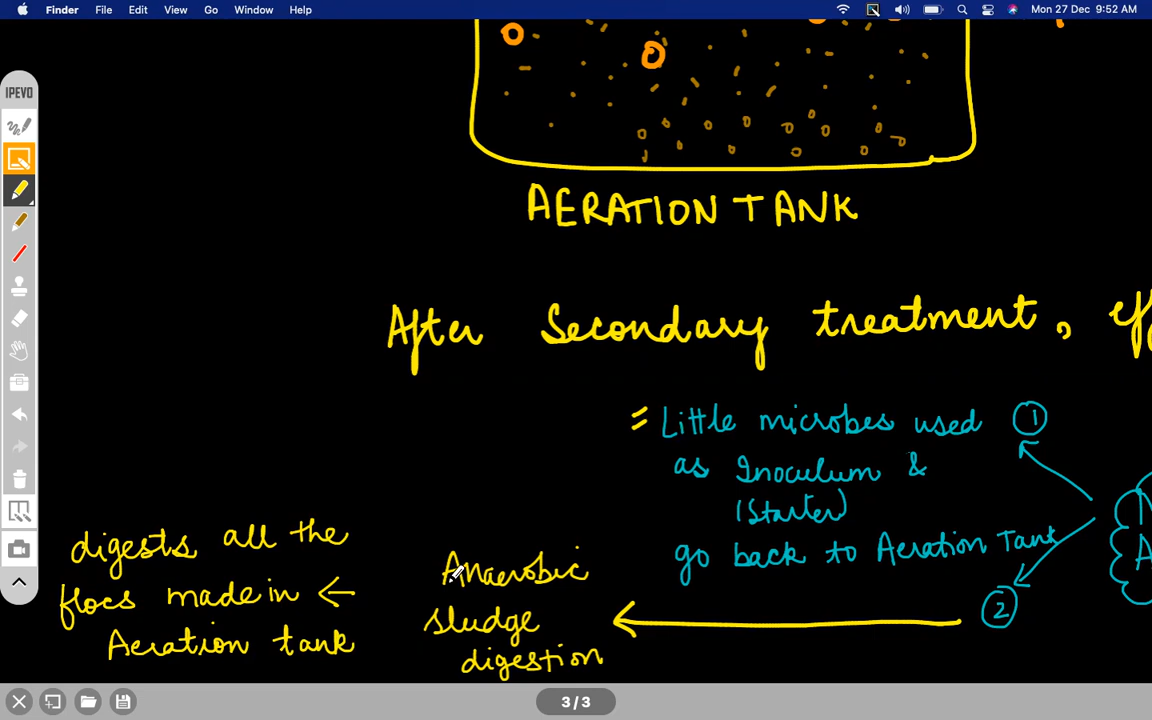 Finder File Edit View Go Window Help Mon 27 Dec 9:52 AM
IPEVO
AERATION TANK
After Secondary treatment, eff
= Little microbes used ①
as Inoculum &
(Starter)
go back to Aeration Tank
②
digests all the
flocs made in ←
Aeration tank
Anaerobic
sludge
digestion
3/3